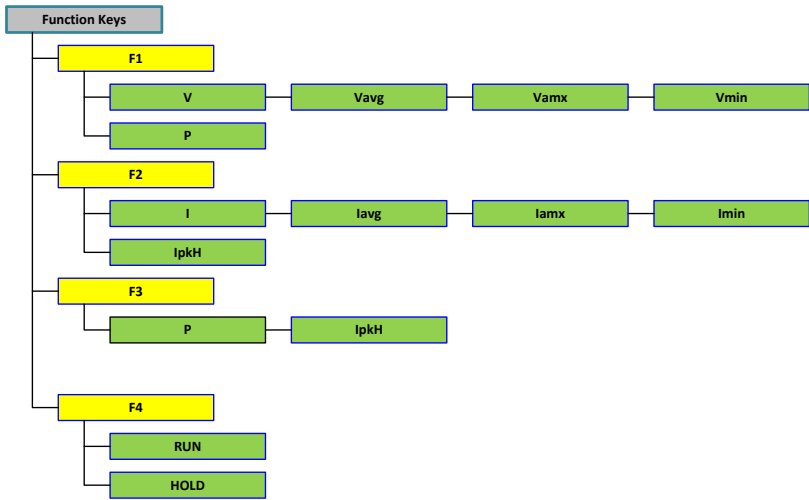 Function Keys
F1
V Vavg Vamx Vmin
P
F2
I Iavg Iamx Imin
IpkH
F3
P IpkH
F4
RUN
HOLD